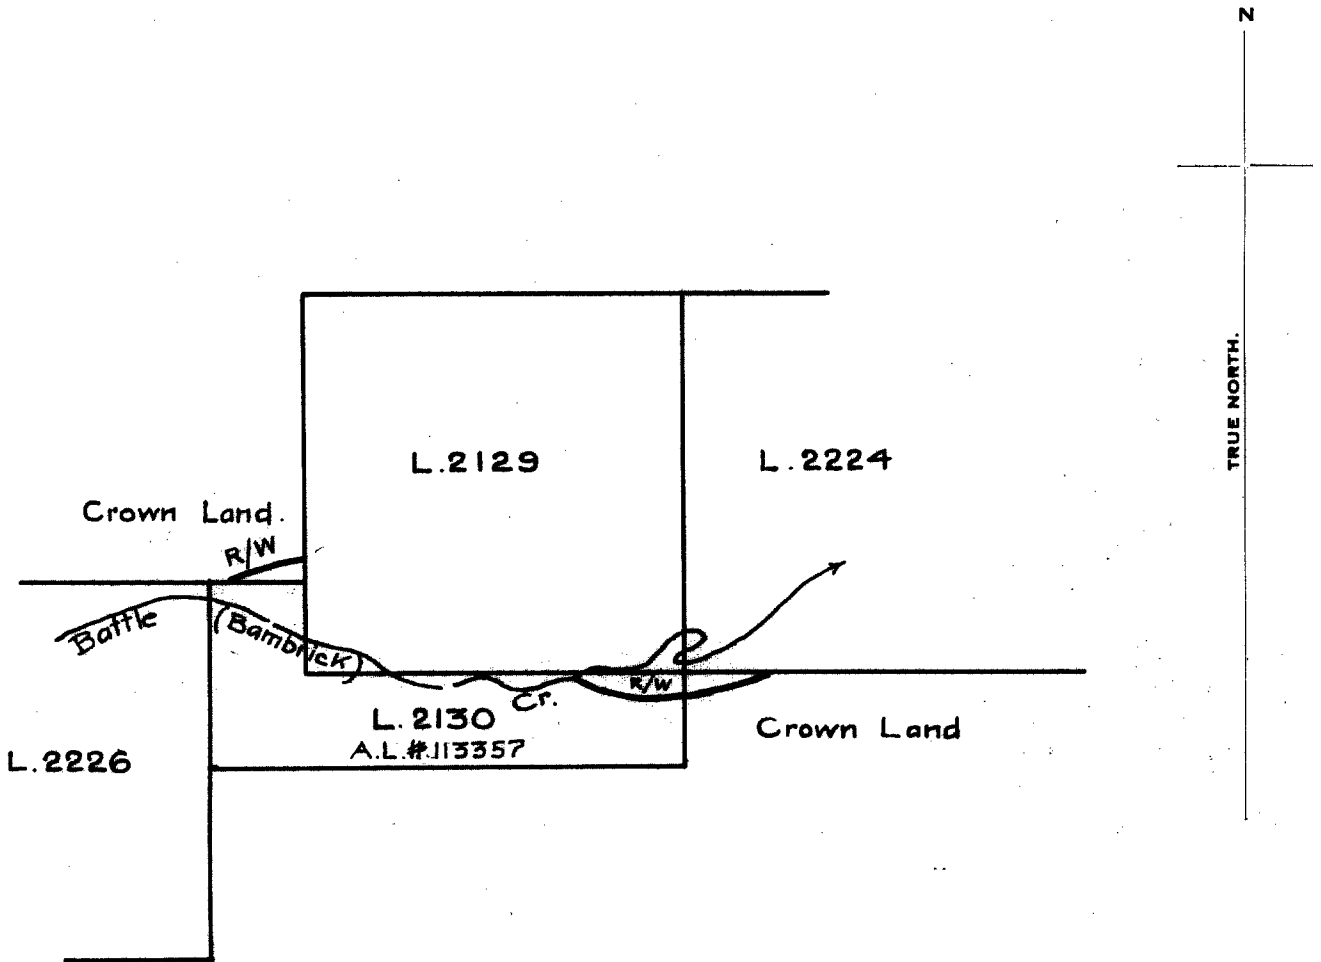 N
TRUE NORTH.
L.2129
L.2224
Crown Land.
R/W
Battle (Bambrick) Cr.
R/W
L.2130
A.L.#.113357
Crown Land
L.2226